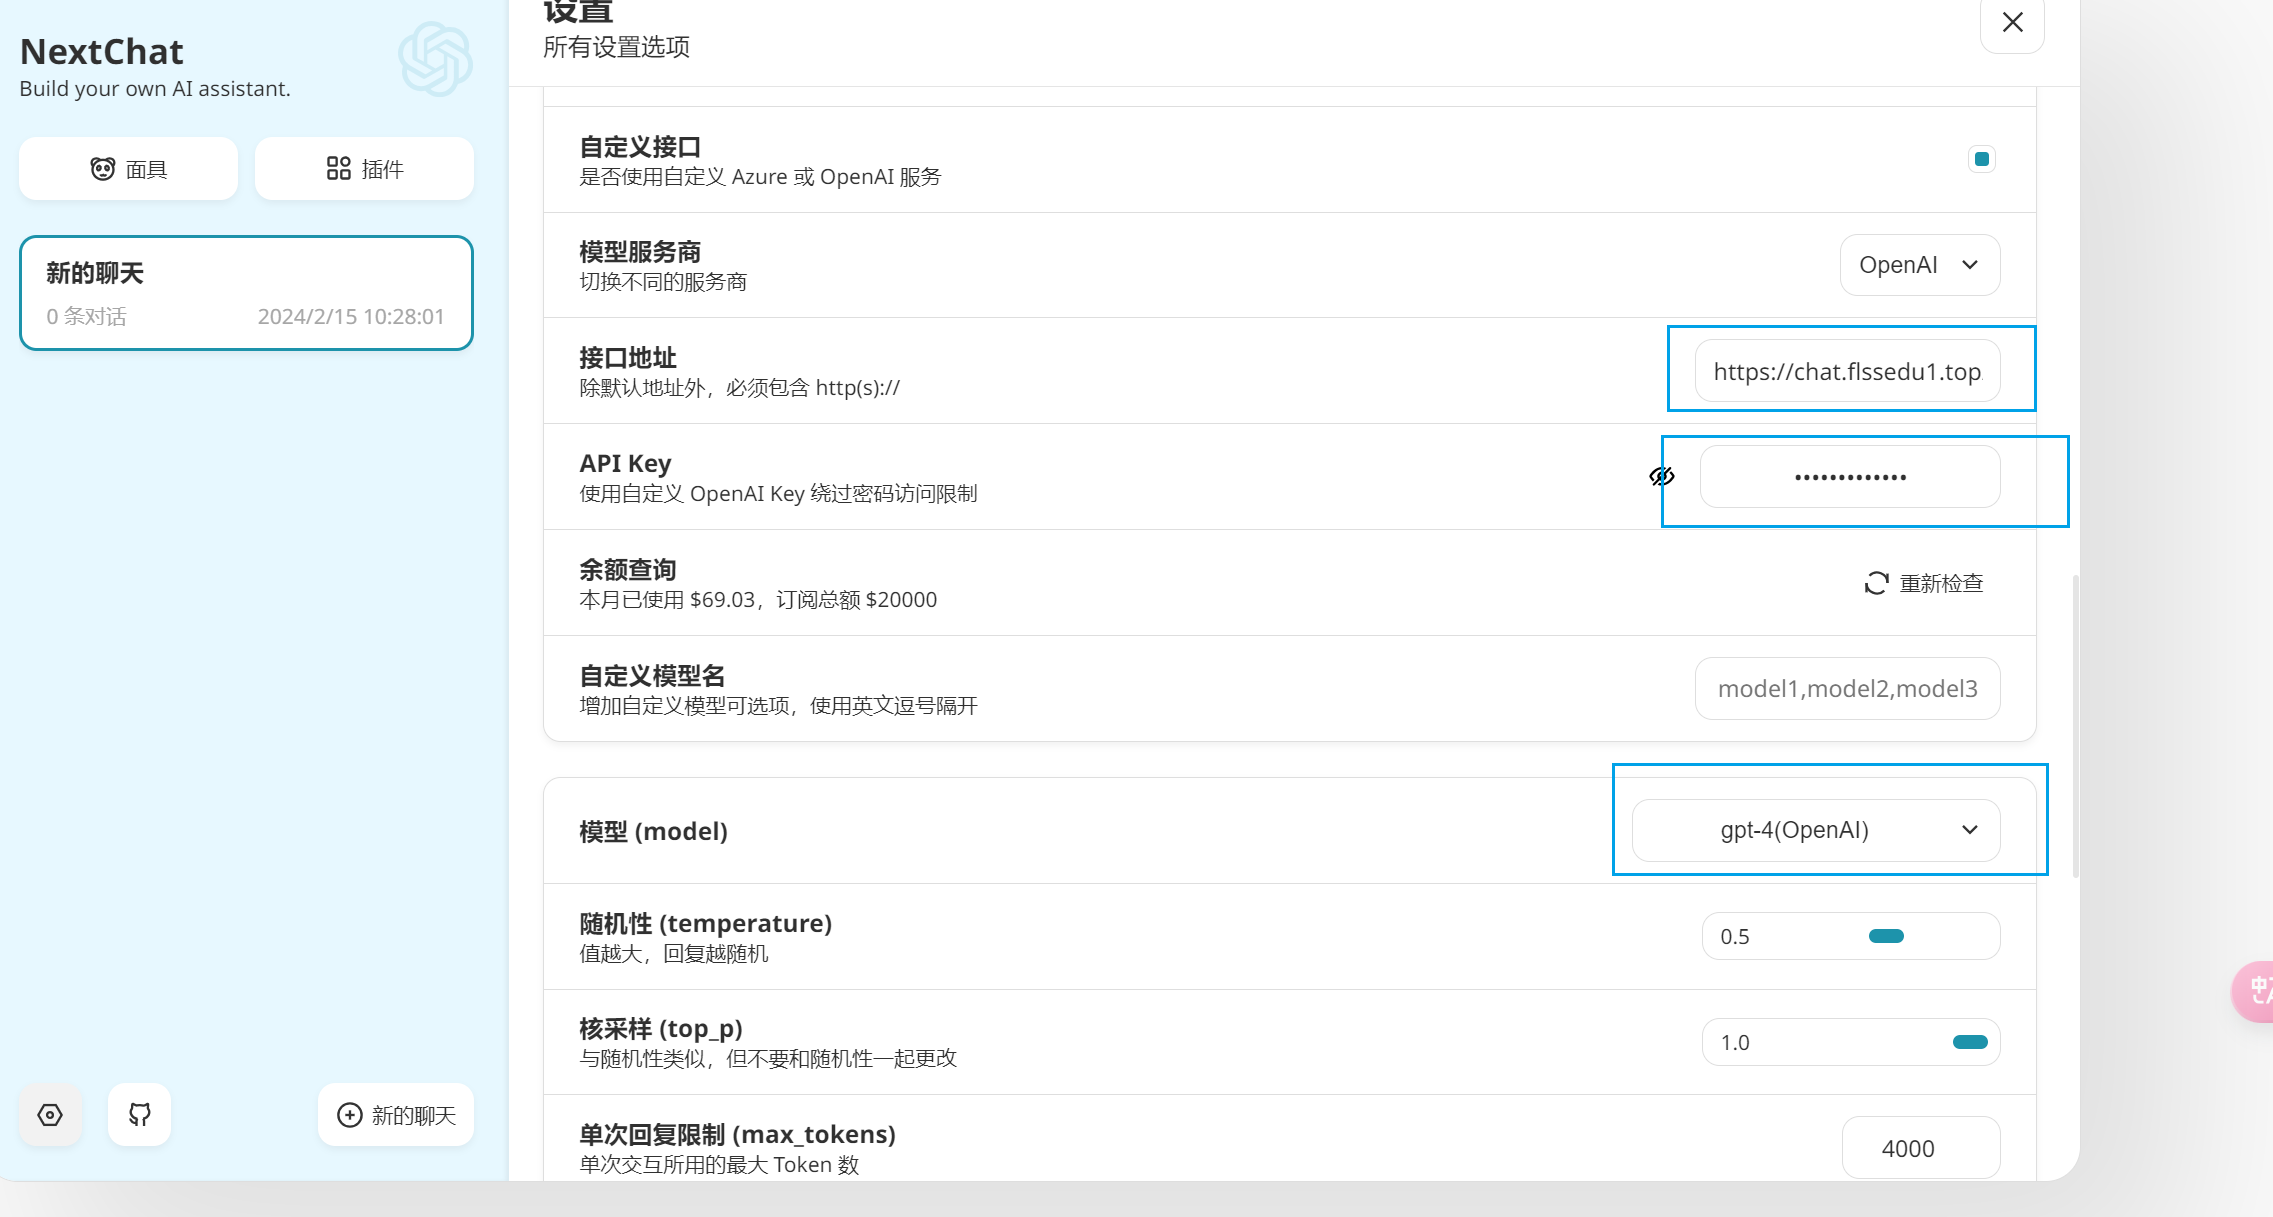 NextChat
Build your own AI assistant.
面具
插件
新的聊天
0 条对话
2024/2/15 10:28:01
新的聊天
设置
所有设置选项
自定义接口
是否使用自定义 Azure 或 OpenAI 服务
模型服务商
切换不同的服务商
OpenAI
接口地址
除默认地址外，必须包含 http(s)://
https://chat.flssedu1.top
API Key
使用自定义 OpenAI Key 绕过密码访问限制
•••••••••••••
余额查询
本月已使用 $69.03，订阅总额 $20000
重新检查
自定义模型名
增加自定义模型可选项，使用英文逗号隔开
model1,model2,model3
模型 (model)
gpt-4(OpenAI)
随机性 (temperature)
值越大，回复越随机
0.5
核采样 (top_p)
与随机性类似，但不要和随机性一起更改
1.0
单次回复限制 (max_tokens)
单次交互所用的最大 Token 数
4000
中